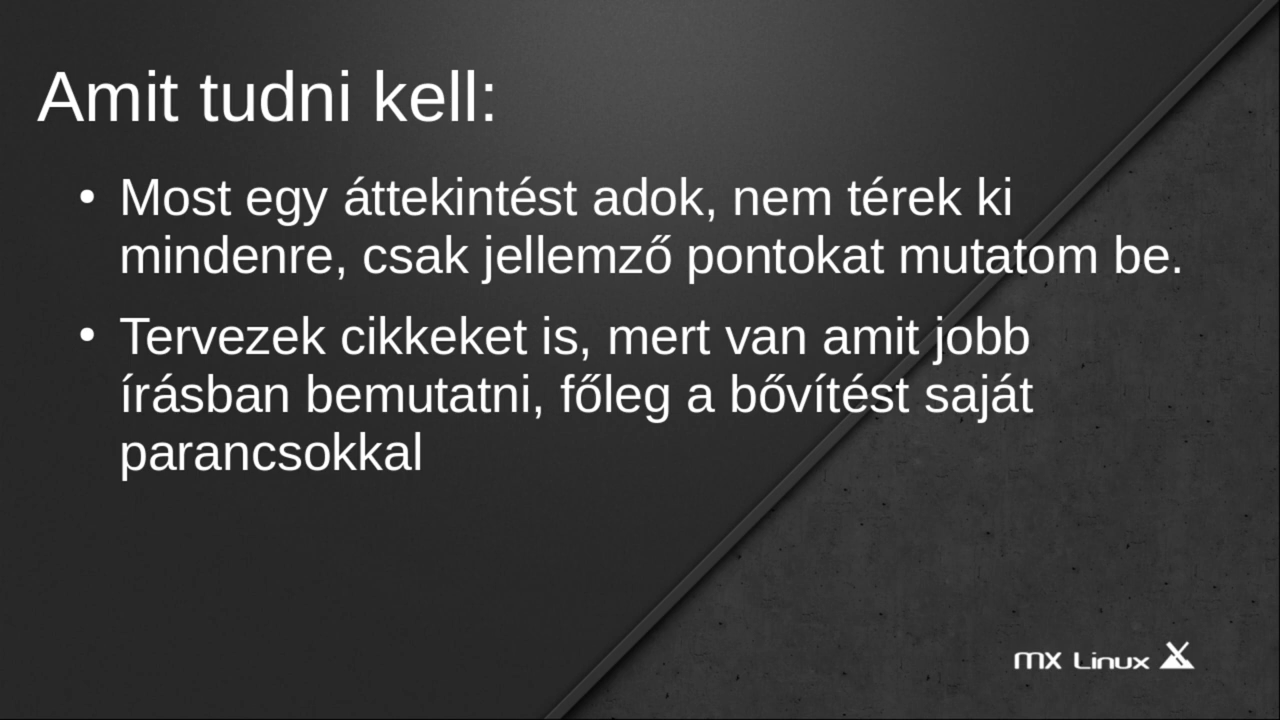 Amit tudni kell:
• Most egy áttekintést adok, nem térek ki
mindenre, csak jellemző pontokat mutatom be.
• Tervezek cikkeket is, mert van amit jobb
írásban bemutatni, főleg a bővítést saját
parancsokkal
MX Linux